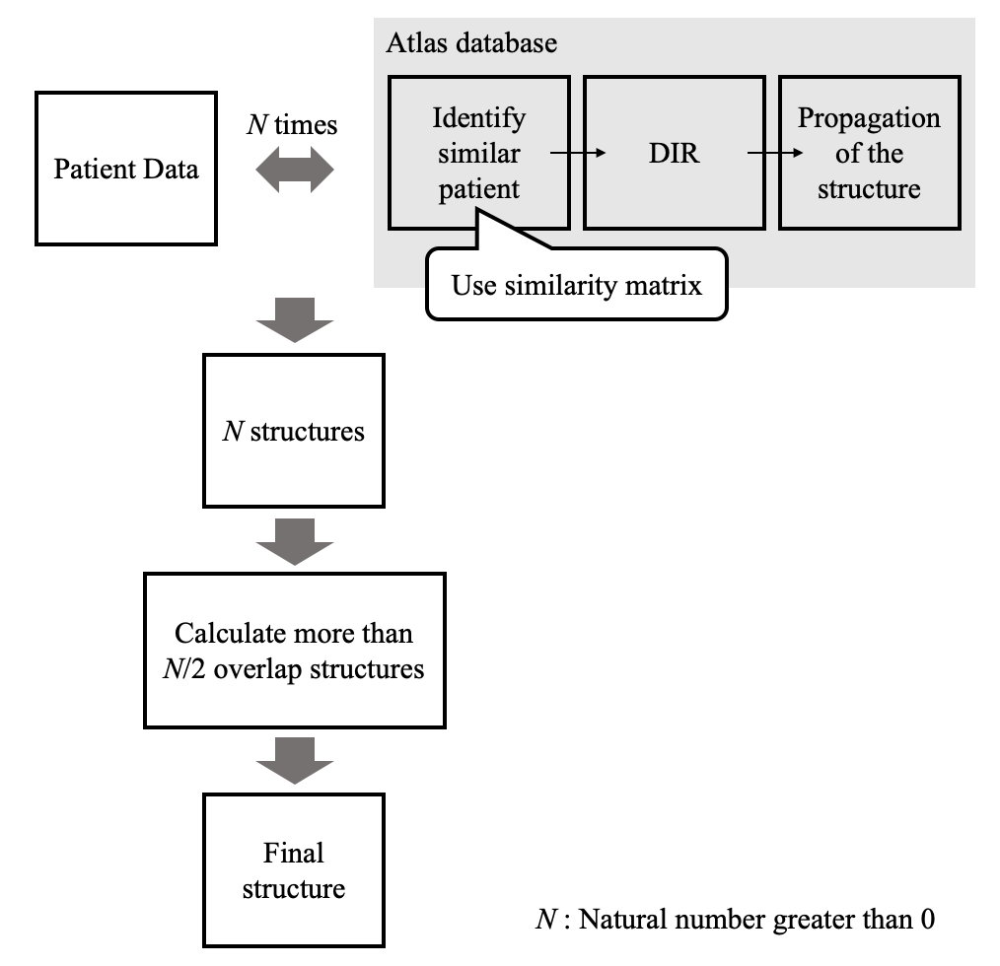 Atlas database
Patient Data
N times
Identify
similar
patient
DIR
Propagation
of the
structure
Use similarity matrix
N structures
Calculate more than
N/2 overlap structures
Final
structure
N : Natural number greater than 0